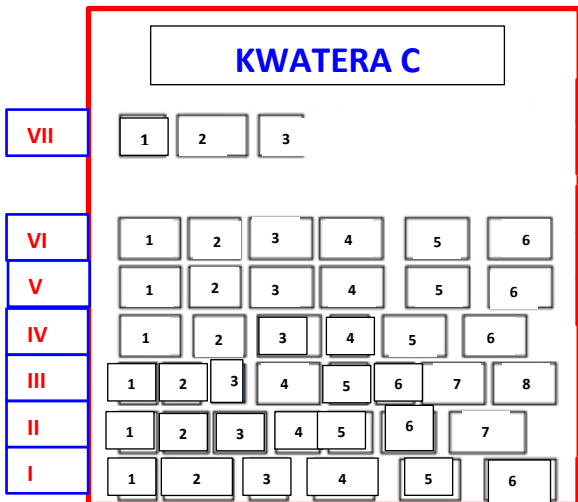 KWATERA C
VII 1 2 3
VI 1 2 3 4 5 6
V 1 2 3 4 5 6
IV 1 2 3 4 5 6
III 1 2 3 4 5 6 7 8
II 1 2 3 4 5 6 7
I 1 2 3 4 5 6